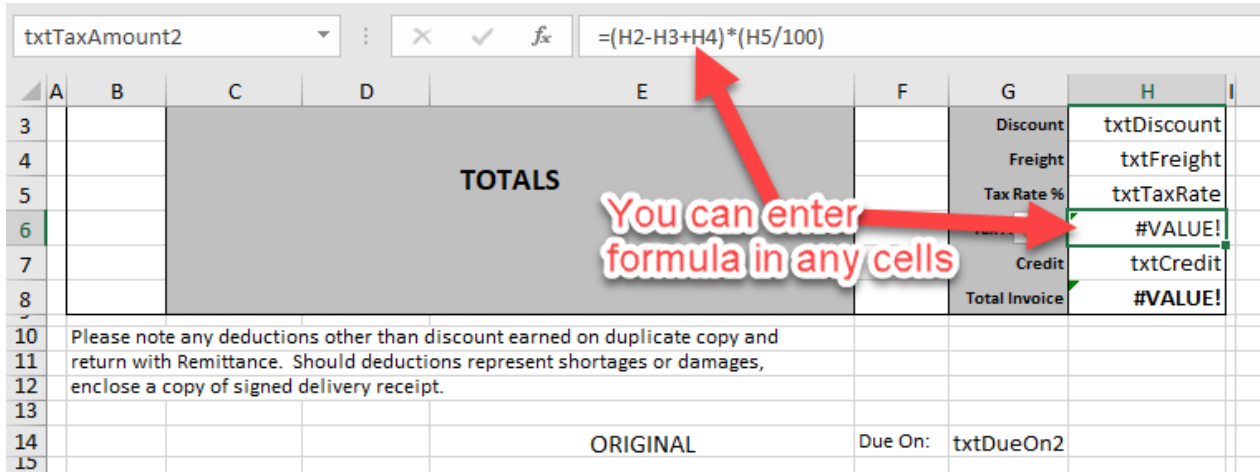 txtTaxAmount2 fx =(H2-H3+H4)*(H5/100)
A B C D E F G H I
3 Discount txtDiscount
4 Freight txtFreight
TOTALS
5 Tax Rate % txtTaxRate
You can enter
6 #VALUE!
formula in any cells
7 Credit txtCredit
8 Total Invoice #VALUE!
10 Please note any deductions other than discount earned on duplicate copy and
11 return with Remittance. Should deductions represent shortages or damages,
12 enclose a copy of signed delivery receipt.
13
14 ORIGINAL Due On: txtDueOn2
15